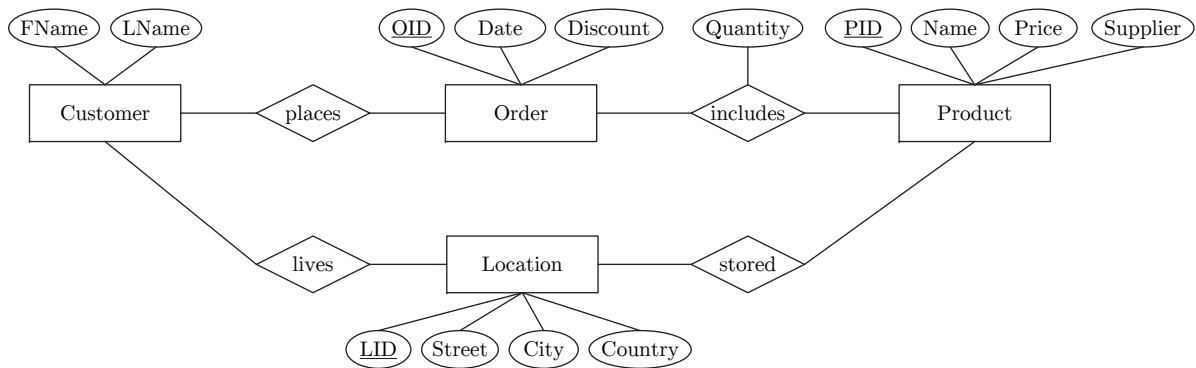 FName LName OID Date Discount Quantity PID Name Price Supplier
Customer places Order includes Product
lives Location stored
LID Street City Country